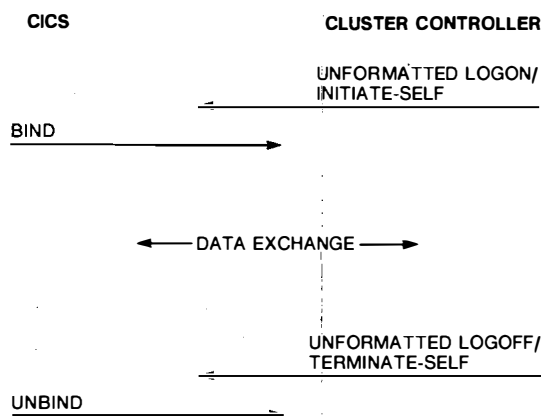 CICS
CLUSTER CONTROLLER
UNFORMATTED LOGON/
INITIATE-SELF
BIND
DATA EXCHANGE
UNFORMATTED LOGOFF/
TERMINATE-SELF
UNBIND